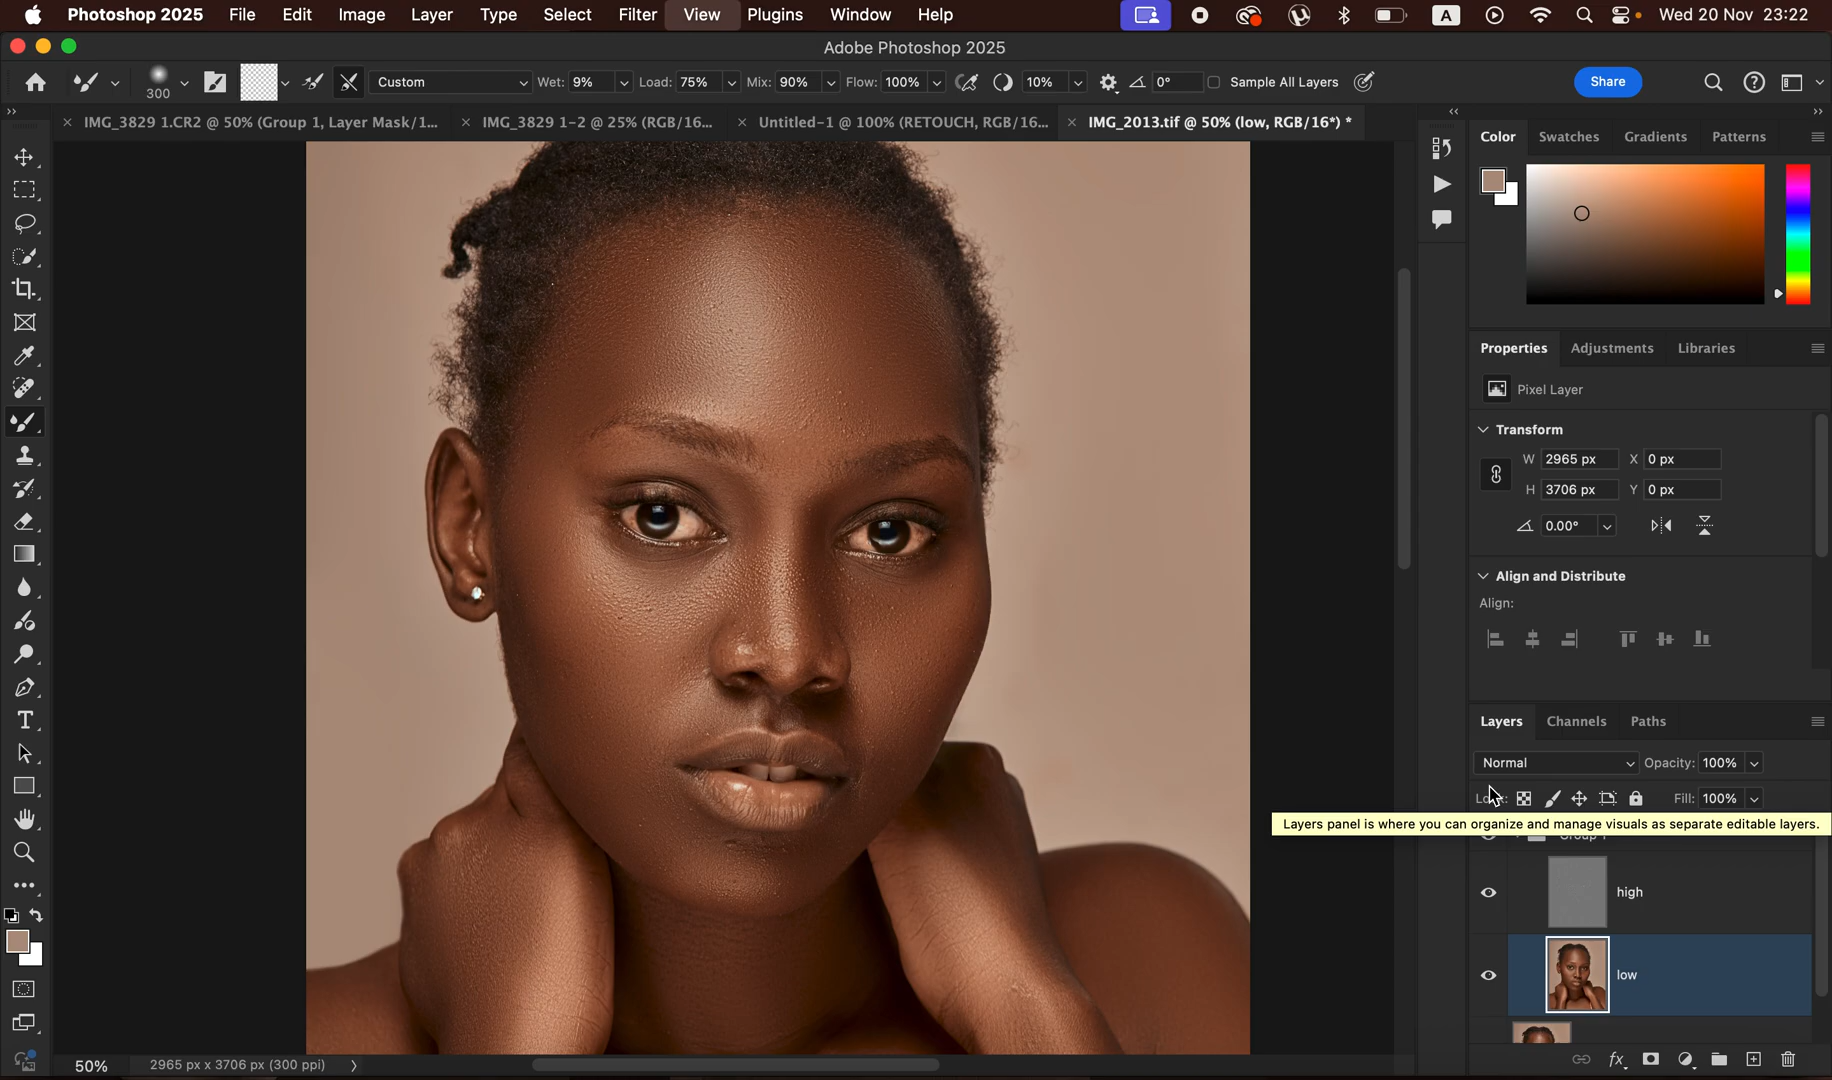 Photoshop 2025 File Edit Image Layer Type Select Filter View Plugins Window Help A Wed 20 Nov 23:22
Adobe Photoshop 2025
300 Custom Wet: 9% Load: 75% Mix: 90% Flow: 100% 10% 0° Sample All Layers Share
IMG_3829 1.CR2 @ 50% (Group 1, Layer Mask/1... IMG_3829 1-2 @ 25% (RGB/16... Untitled-1 @ 100% (RETOUCH, RGB/16... IMG_2013.tif @ 50% (low, RGB/16*) *
Color Swatches Gradients Patterns
Properties Adjustments Libraries
Pixel Layer
Transform
W 2965 px X 0 px
H 3706 px Y 0 px
0.00°
Align and Distribute
Align:
Layers Channels Paths
Normal Opacity: 100%
Fill: 100%
Layers panel is where you can organize and manage visuals as separate editable layers.
high
low
50% 2965 px x 3706 px (300 ppi)
fx